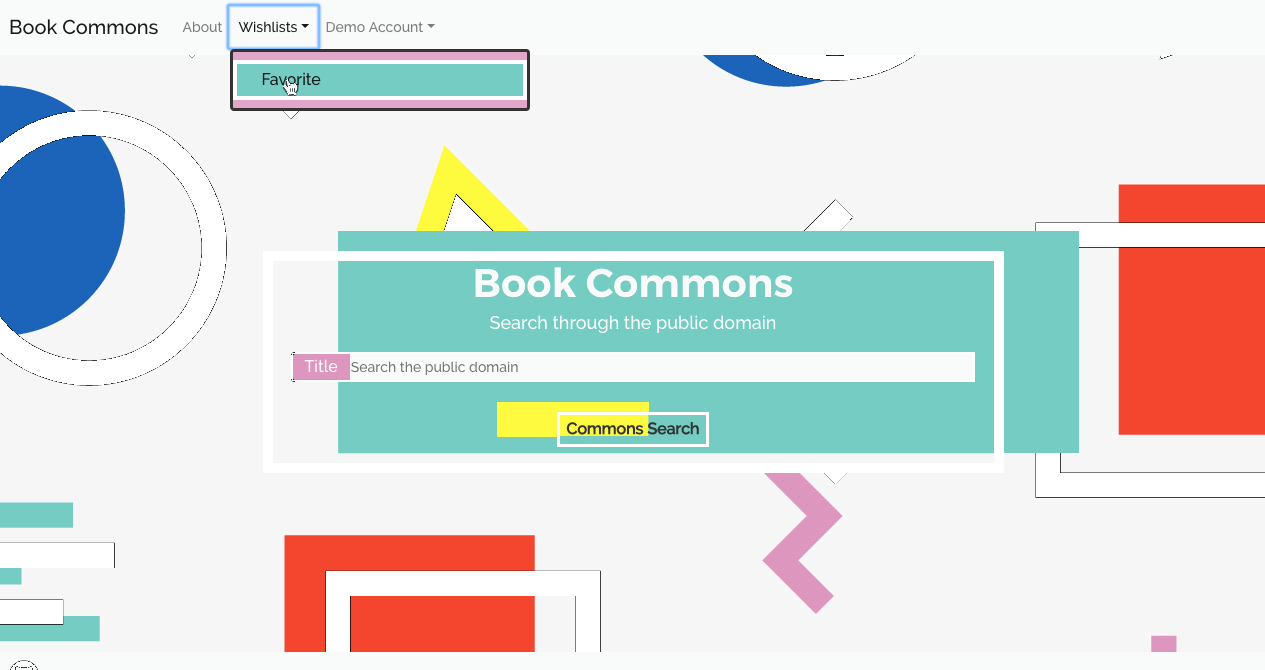 Book Commons About Wishlists Demo Account
Favorite
Book Commons
Search through the public domain
Title Search the public domain
Commons Search